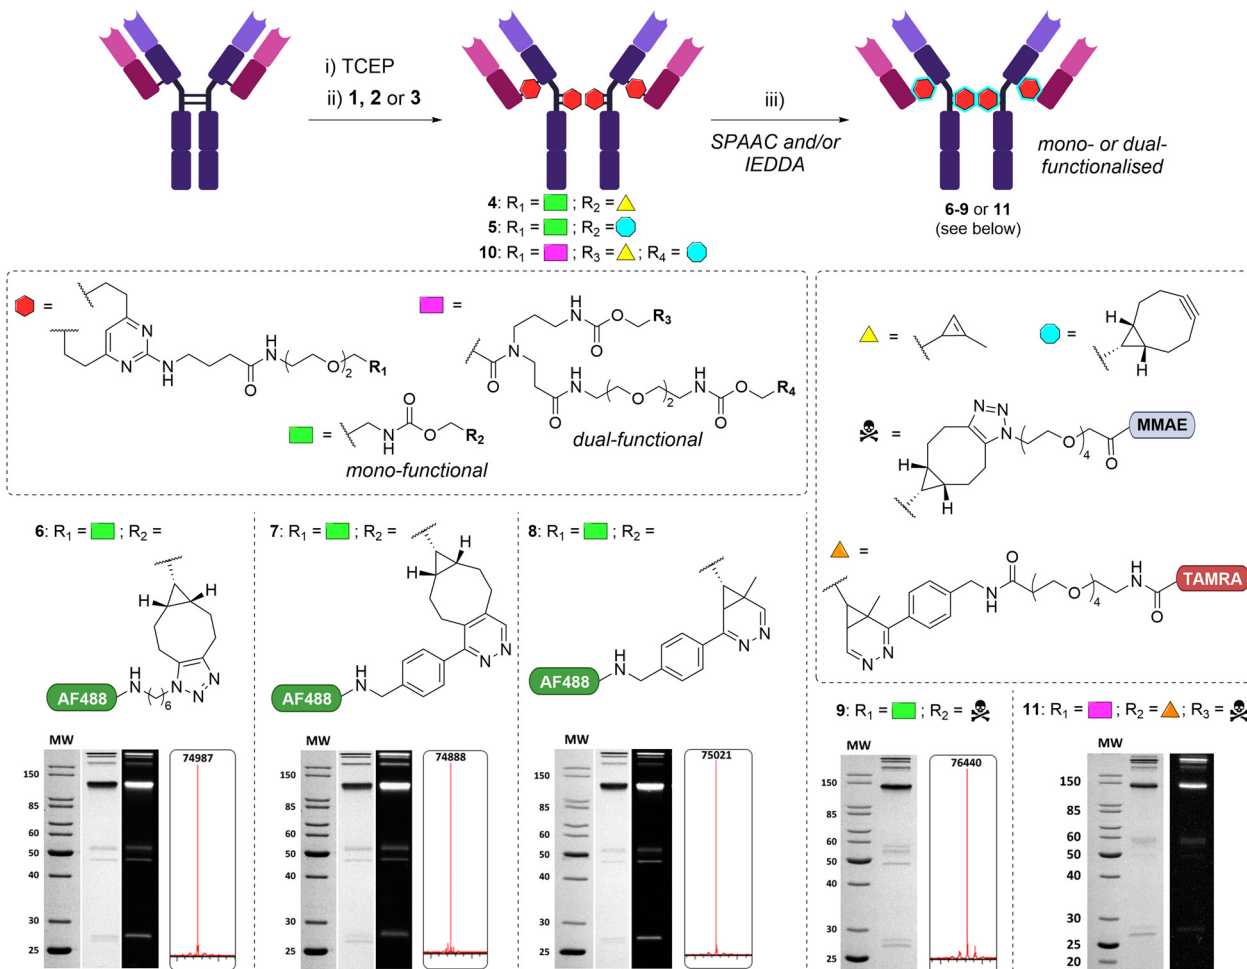 i) TCEP
ii) 1, 2 or 3
iii)
SPAAC and/or
IEDDA
mono- or dual-
functionalised
4: R1 = ; R2 =
5: R1 = ; R2 =
10: R1 = ; R3 = ; R4 =
6-9 or 11
(see below)
=
N
N
N
H
O
H
N
O
2
R1
=
H
N
O
O
R2
mono-functional
=
H
N
O
O
R3
O
N
O
H
N
O
2
H
N
O
O
R4
dual-functional
=
=
H
H
=
N
N
N
H
H
O
4
O
MMAE
=
N
N
N
H
O
O
4
H
N
O
TAMRA
6: R1 = ; R2 =
H
H
AF488
H
N
6
N
N
N
7: R1 = ; R2 =
H
H
AF488
H
N
N
N
8: R1 = ; R2 =
AF488
H
N
N
N
9: R1 = ; R2 =
11: R1 = ; R2 = ; R3 =
MW
150
85
60
50
40
30
25
74987
MW
150
85
60
50
40
30
25
74888
MW
150
85
60
50
40
30
25
75021
MW
150
85
60
50
40
30
25
76440
MW
150
85
60
50
40
30
25
20